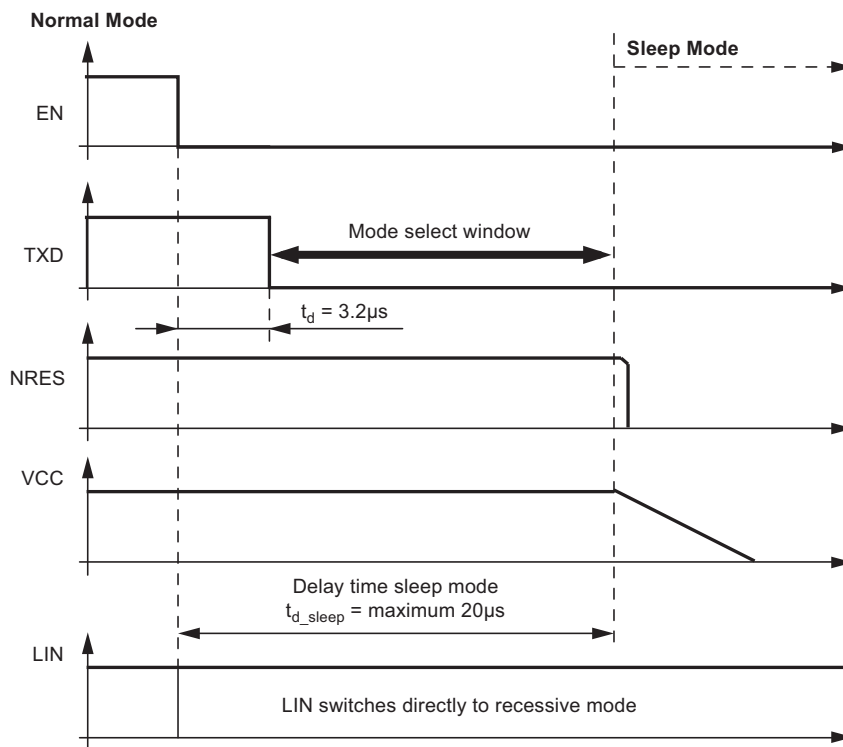 Normal Mode
Sleep Mode
EN
Mode select window
TXD
t_d = 3.2µs
NRES
VCC
Delay time sleep mode
t_d_sleep = maximum 20µs
LIN
LIN switches directly to recessive mode